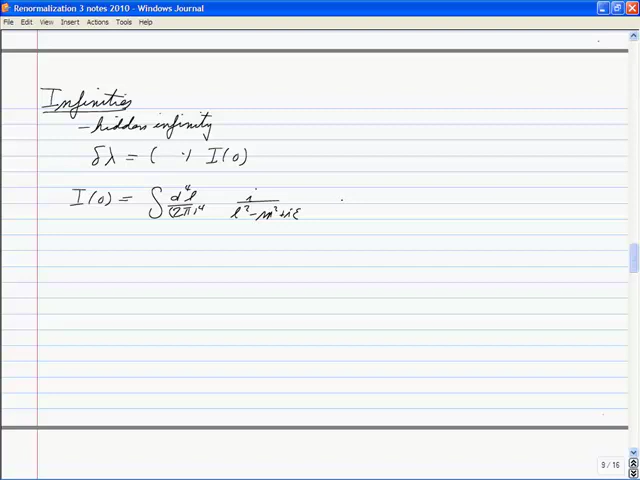 Renormalization 3 notes 2010 - Windows Journal
File Edit View Insert Actions Tools Help
Infinities
- hidden infinity
δλ = ( · ) I(0)
I(0) = ∫ d⁴l/(2π)⁴ i/(l² - m² + iε)
9 / 16